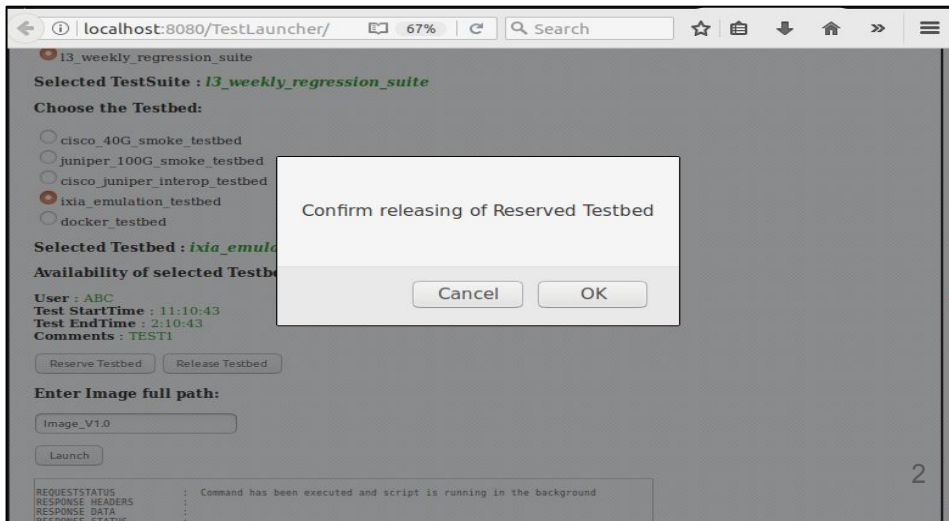 localhost:8080/TestLauncher/ 67% Search
l3_weekly_regression_suite
Selected TestSuite : l3_weekly_regression_suite
Choose the Testbed:
cisco_40G_smoke_testbed
juniper_100G_smoke_testbed
cisco_juniper_interop_testbed
ixia_emulation_testbed
docker_testbed
Selected Testbed : ixia_emula
Availability of selected Testbe
User : ABC
Test StartTime : 11:10:43
Test EndTime : 2:10:43
Comments : TEST1
Reserve Testbed Release Testbed
Enter Image full path:
Image_V1.0
Launch
REQUESTSTATUS : Command has been executed and script is running in the background
RESPONSE HEADERS :
RESPONSE DATA :
RESPONSE STATUS :
Confirm releasing of Reserved Testbed
Cancel OK
2